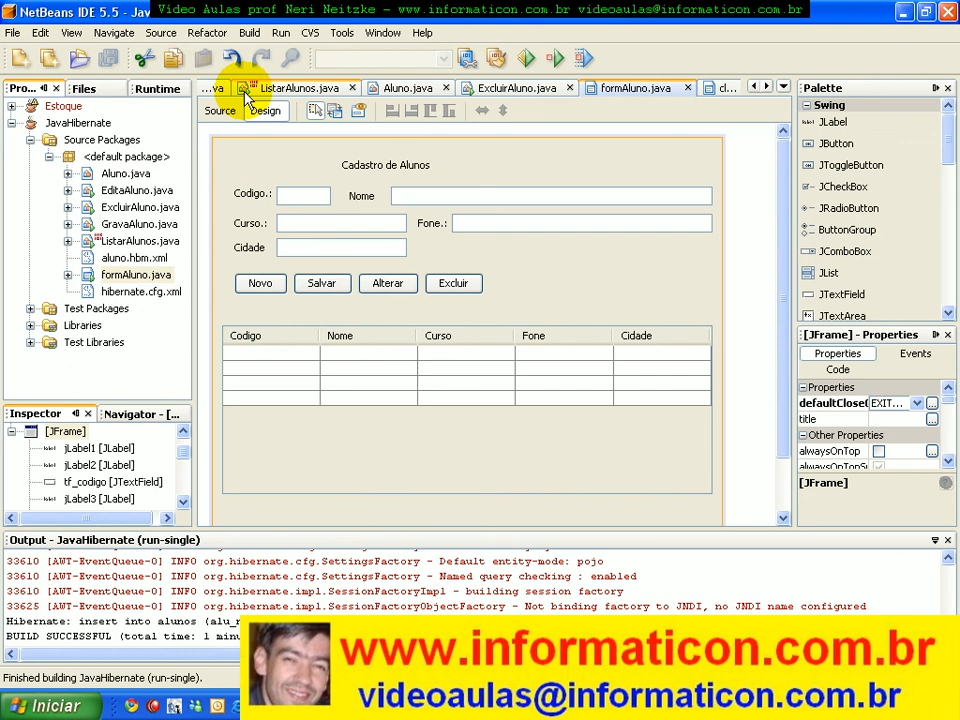 NetBeans IDE 5.5 - Jav
Video Aulas prof Neri Neitzke - www.informaticon.com.br videoaulas@informaticon.com.br
File Edit View Navigate Source Refactor Build Run CVS Tools Window Help
Pro... Files Runtime
...va ListarAlunos.java Aluno.java ExcluirAluno.java formAluno.java cl...
Palette
Source Design
Estoque
JavaHibernate
Source Packages
<default package>
Aluno.java
EditaAluno.java
ExcluirAluno.java
GravaAluno.java
ListarAlunos.java
aluno.hbm.xml
formAluno.java
hibernate.cfg.xml
Test Packages
Libraries
Test Libraries
Cadastro de Alunos
Codigo.: Nome
Curso.: Fone.:
Cidade
Novo Salvar Alterar Excluir
Codigo Nome Curso Fone Cidade
Swing
JLabel
JButton
JToggleButton
JCheckBox
JRadioButton
ButtonGroup
JComboBox
JList
JTextField
JTextArea
[JFrame] - Properties
Properties Events
Code
Properties
defaultCloseO EXIT... ...
title ...
Other Properties
alwaysOnTop ...
alwaysOnTopS
[JFrame]
Inspector Navigator - [...
[JFrame]
jLabel1 [JLabel]
jLabel2 [JLabel]
tf_codigo [JTextField]
jLabel3 [JLabel]
Output - JavaHibernate (run-single)
33610 [AWT-EventQueue-0] INFO org.hibernate.cfg.SettingsFactory - Default entity-mode: pojo
33610 [AWT-EventQueue-0] INFO org.hibernate.cfg.SettingsFactory - Named query checking : enabled
33610 [AWT-EventQueue-0] INFO org.hibernate.impl.SessionFactoryImpl - building session factory
33625 [AWT-EventQueue-0] INFO org.hibernate.impl.SessionFactoryObjectFactory - Not binding factory to JNDI, no JNDI name configured
Hibernate: insert into alunos (alu_n
BUILD SUCCESSFUL (total time: 1 minu
Finished building JavaHibernate (run-single).
www.informaticon.com.br
videoaulas@informaticon.com.br
Iniciar